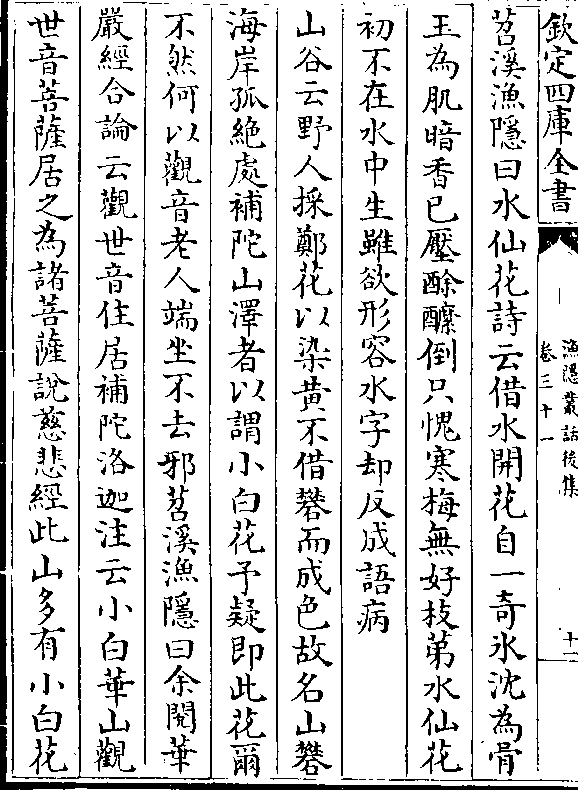 欽定四庫全書
漁隱叢話後集
卷三十一
十一
苕溪漁隱曰水仙花詩云借水開花自一奇水沈為骨
玉為肌暗香已壓酴醾倒只愧寒梅無好枝第水仙花
初不在水中生雖欲形容水字却反成語病
山谷云野人採鄭花以染黄不借礬而成色故名山礬
海岸孤絶處補陀山澤者以謂小白花予疑即此花爾
不然何以觀音老人端坐不去邪苕溪漁隱曰余閲華
嚴經合論云觀世音住居補陀洛迦注云小白華山觀
世音菩薩居之為諸菩薩說慈悲經此山多有小白花